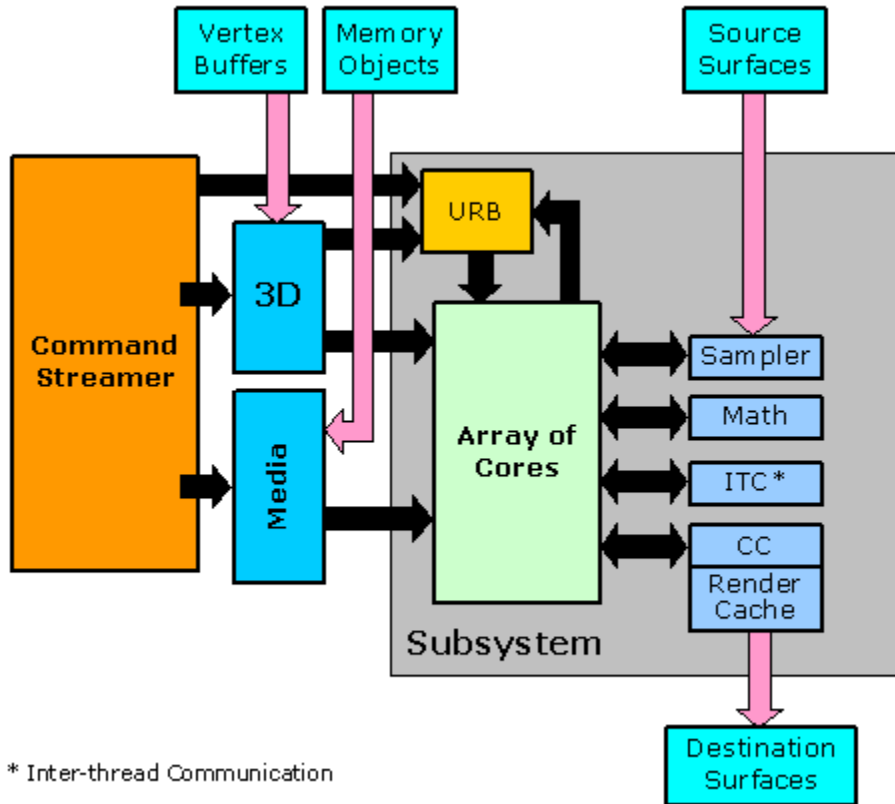 Vertex
Buffers
Memory
Objects
Source
Surfaces
URB
3D
Command
Streamer
Sampler
Math
Array of
Cores
ITC *
Media
CC
Render
Cache
Subsystem
Destination
Surfaces
* Inter-thread Communication